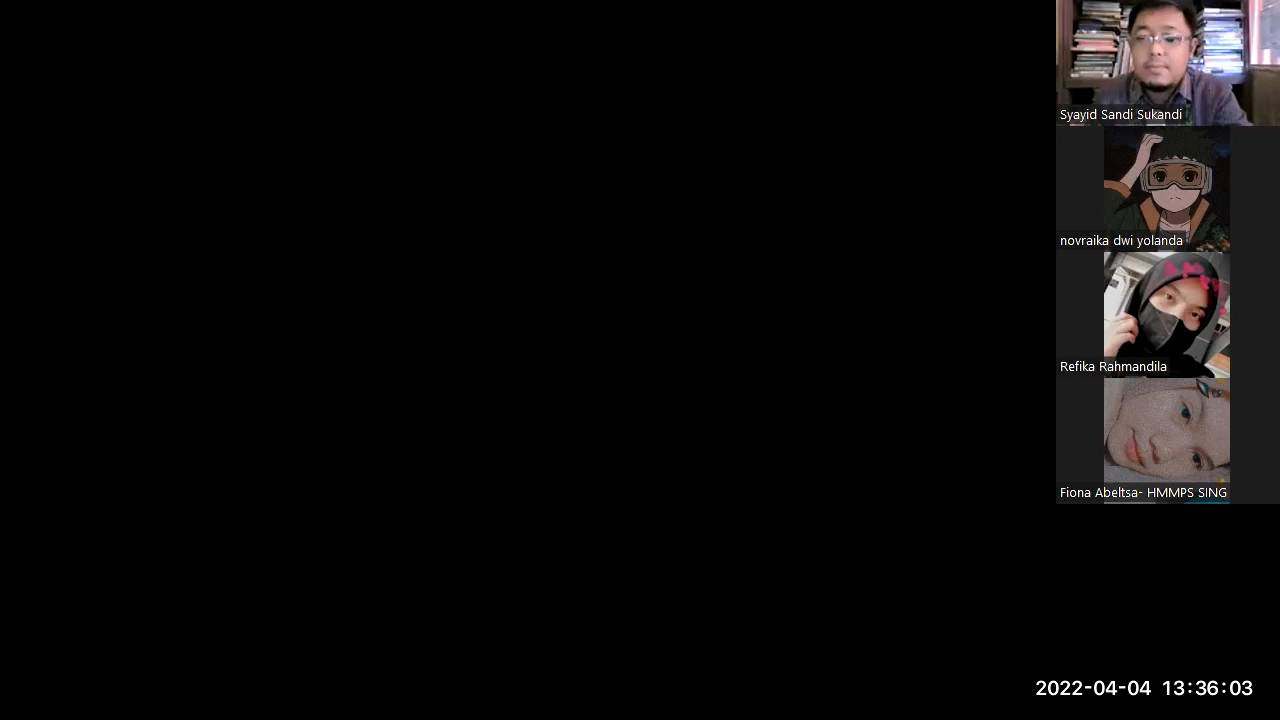 Syayid Sandi Sukandi
novraika dwi yolanda
Refika Rahmandila
Fiona Abeltsa- HMMPS SING
2022-04-04 13:36:03